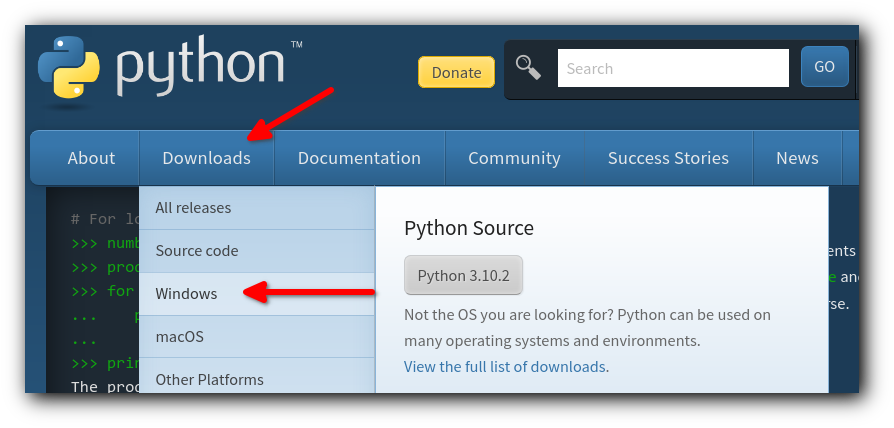 python™
Donate
Search
GO
About
Downloads
Documentation
Community
Success Stories
News
# For lo
>>> numb
>>> prod
>>> for
...
...
>>> prin
The prod
All releases
Source code
Windows
macOS
Other Platforms
Python Source
Python 3.10.2
Not the OS you are looking for? Python can be used on
many operating systems and environments.
View the full list of downloads.
ents
e and
rse.